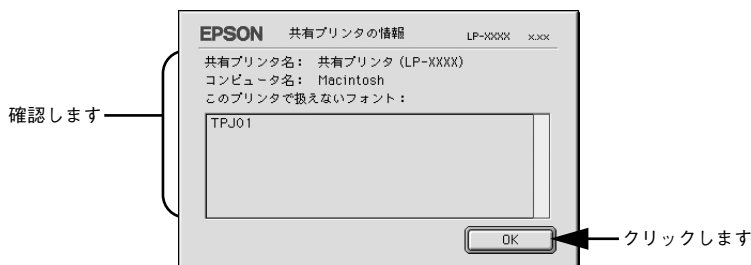 EPSON 共有プリンタの情報 LP-XXXX x.xx
共有プリンタ名： 共有プリンタ (LP-XXXX)
コンピュータ名： Macintosh
このプリンタで扱えないフォント：
TPJ01
確認します
OK
クリックします